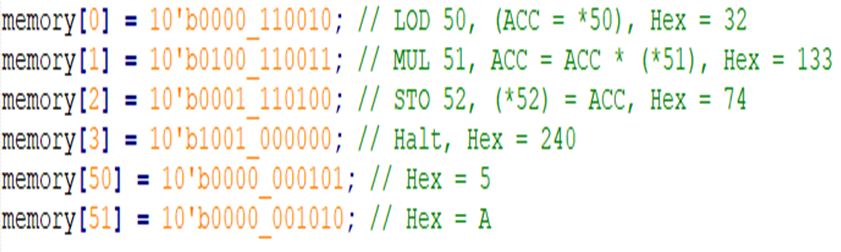 memory[0] = 10'b0000_110010; // LOD 50, (ACC = *50), Hex = 32
memory[1] = 10'b0100_110011; // MUL 51, ACC = ACC * (*51), Hex = 133
memory[2] = 10'b0001_110100; // STO 52, (*52) = ACC, Hex = 74
memory[3] = 10'b1001_000000; // Halt, Hex = 240
memory[50] = 10'b0000_000101; // Hex = 5
memory[51] = 10'b0000_001010; // Hex = A